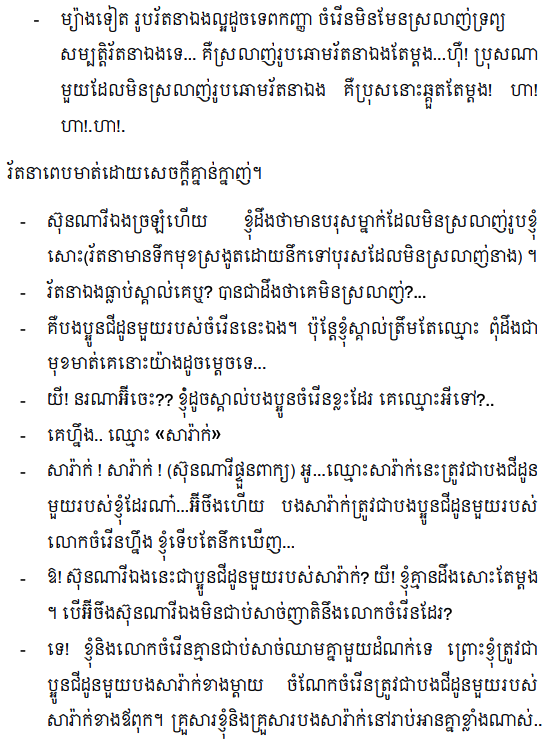 - ម្យ៉ាងទៀត រូបរ័តនាឯងល្អដូចទេពកញ្ញា ចំរើនមិនមែនស្រលាញ់ទ្រព្យ
សម្បត្តិរ័តនាឯងទេ... គឺស្រលាញ់រូបឆោមរ័តនាឯងតែម្តង...ហ៊ឺ! ប្រុសណា
មួយដែលមិនស្រលាញ់រូបឆោមរ័តនាឯង គឺប្រុសនោះឆ្គួតតែម្តង! ហា!
ហា!.ហា!.
រ័តនាពេបមាត់ដោយសេចក្តីគ្នាន់ក្នាញ់។
- ស៊ុនណារីឯងច្រឡំហើយ ខ្ញុំដឹងថាមានបរុសម្នាក់ដែលមិនស្រលាញ់រូបខ្ញុំ
សោះ(រ័តនាមានទឹកមុខស្រងូតដោយនឹកទៅបុរសដែលមិនស្រលាញ់នាង) ។
- រ័តនាឯងធ្លាប់ស្គាល់គេឬ? បានជាដឹងថាគេមិនស្រលាញ់?...
- គឺបងប្អូនជីដូនមួយរបស់ចំរើននេះឯង។ ប៉ុន្តែខ្ញុំស្គាល់ត្រឹមតែឈ្មោះ ពុំដឹងជា
មុខមាត់គេនោះយ៉ាងដូចម្តេចទេ...
- យី! នរណាអ៊ីចេះ?? ខ្ញុំដូចស្គាល់បងប្អូនចំរើនខ្លះដែរ គេឈ្មោះអីទៅ?..
- គេហ្នឹង.. ឈ្មោះ «សារ៉ាក់»
- សារ៉ាក់ ! សារ៉ាក់ ! (ស៊ុនណារីផ្ទួនពាក្យ) អូ...ឈ្មោះសារ៉ាក់នេះត្រូវជាបងជីដូន
មួយរបស់ខ្ញុំដែរណា៎...អ៊ីចឹងហើយ បងសារ៉ាក់ត្រូវជាបងប្អូនជីដូនមួយរបស់
លោកចំរើនហ្នឹង ខ្ញុំទើបតែនឹកឃើញ...
- ឱ! ស៊ុនណារីឯងនេះជាប្អូនជីដូនមួយរបស់សារ៉ាក់? យី! ខ្ញុំគ្មានដឹងសោះតែម្តង
។ បើអ៊ីចឹងស៊ុនណារីឯងមិនជាប់សាច់ញាតិនឹងលោកចំរើនដែរ?
- ទេ! ខ្ញុំនិងលោកចំរើនគ្មានជាប់សាច់ឈាមគ្នាមួយដំណក់ទេ ព្រោះខ្ញុំត្រូវជា
ប្អូនជីដូនមួយបងសារ៉ាក់ខាងម្តាយ ចំណែកចំរើនត្រូវជាបងជីដូនមួយរបស់
សារ៉ាក់ខាងឪពុក។ គ្រួសារខ្ញុំនិងគ្រួសារបងសារ៉ាក់នៅរាប់អានគ្នាខ្លាំងណាស់..